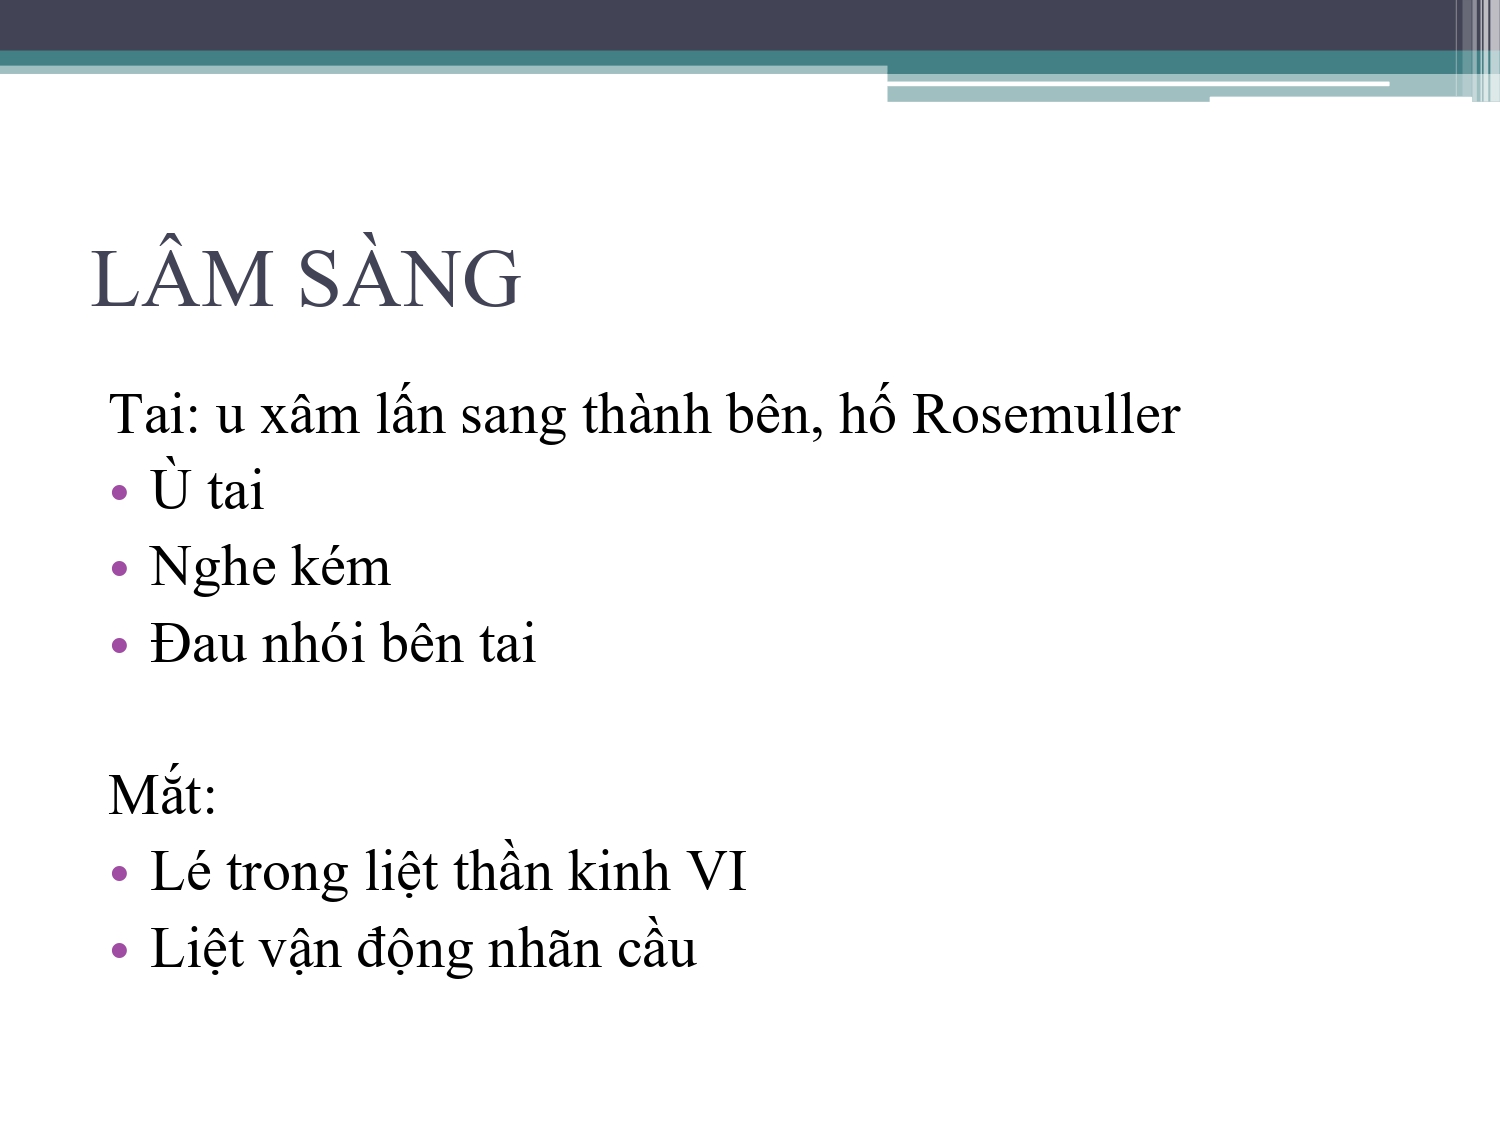 LÂM SÀNG
Tai: u xâm lấn sang thành bên, hố Rosemuller
• Ù tai
• Nghe kém
• Đau nhói bên tai
Mắt:
• Lé trong liệt thần kinh VI
• Liệt vận động nhãn cầu